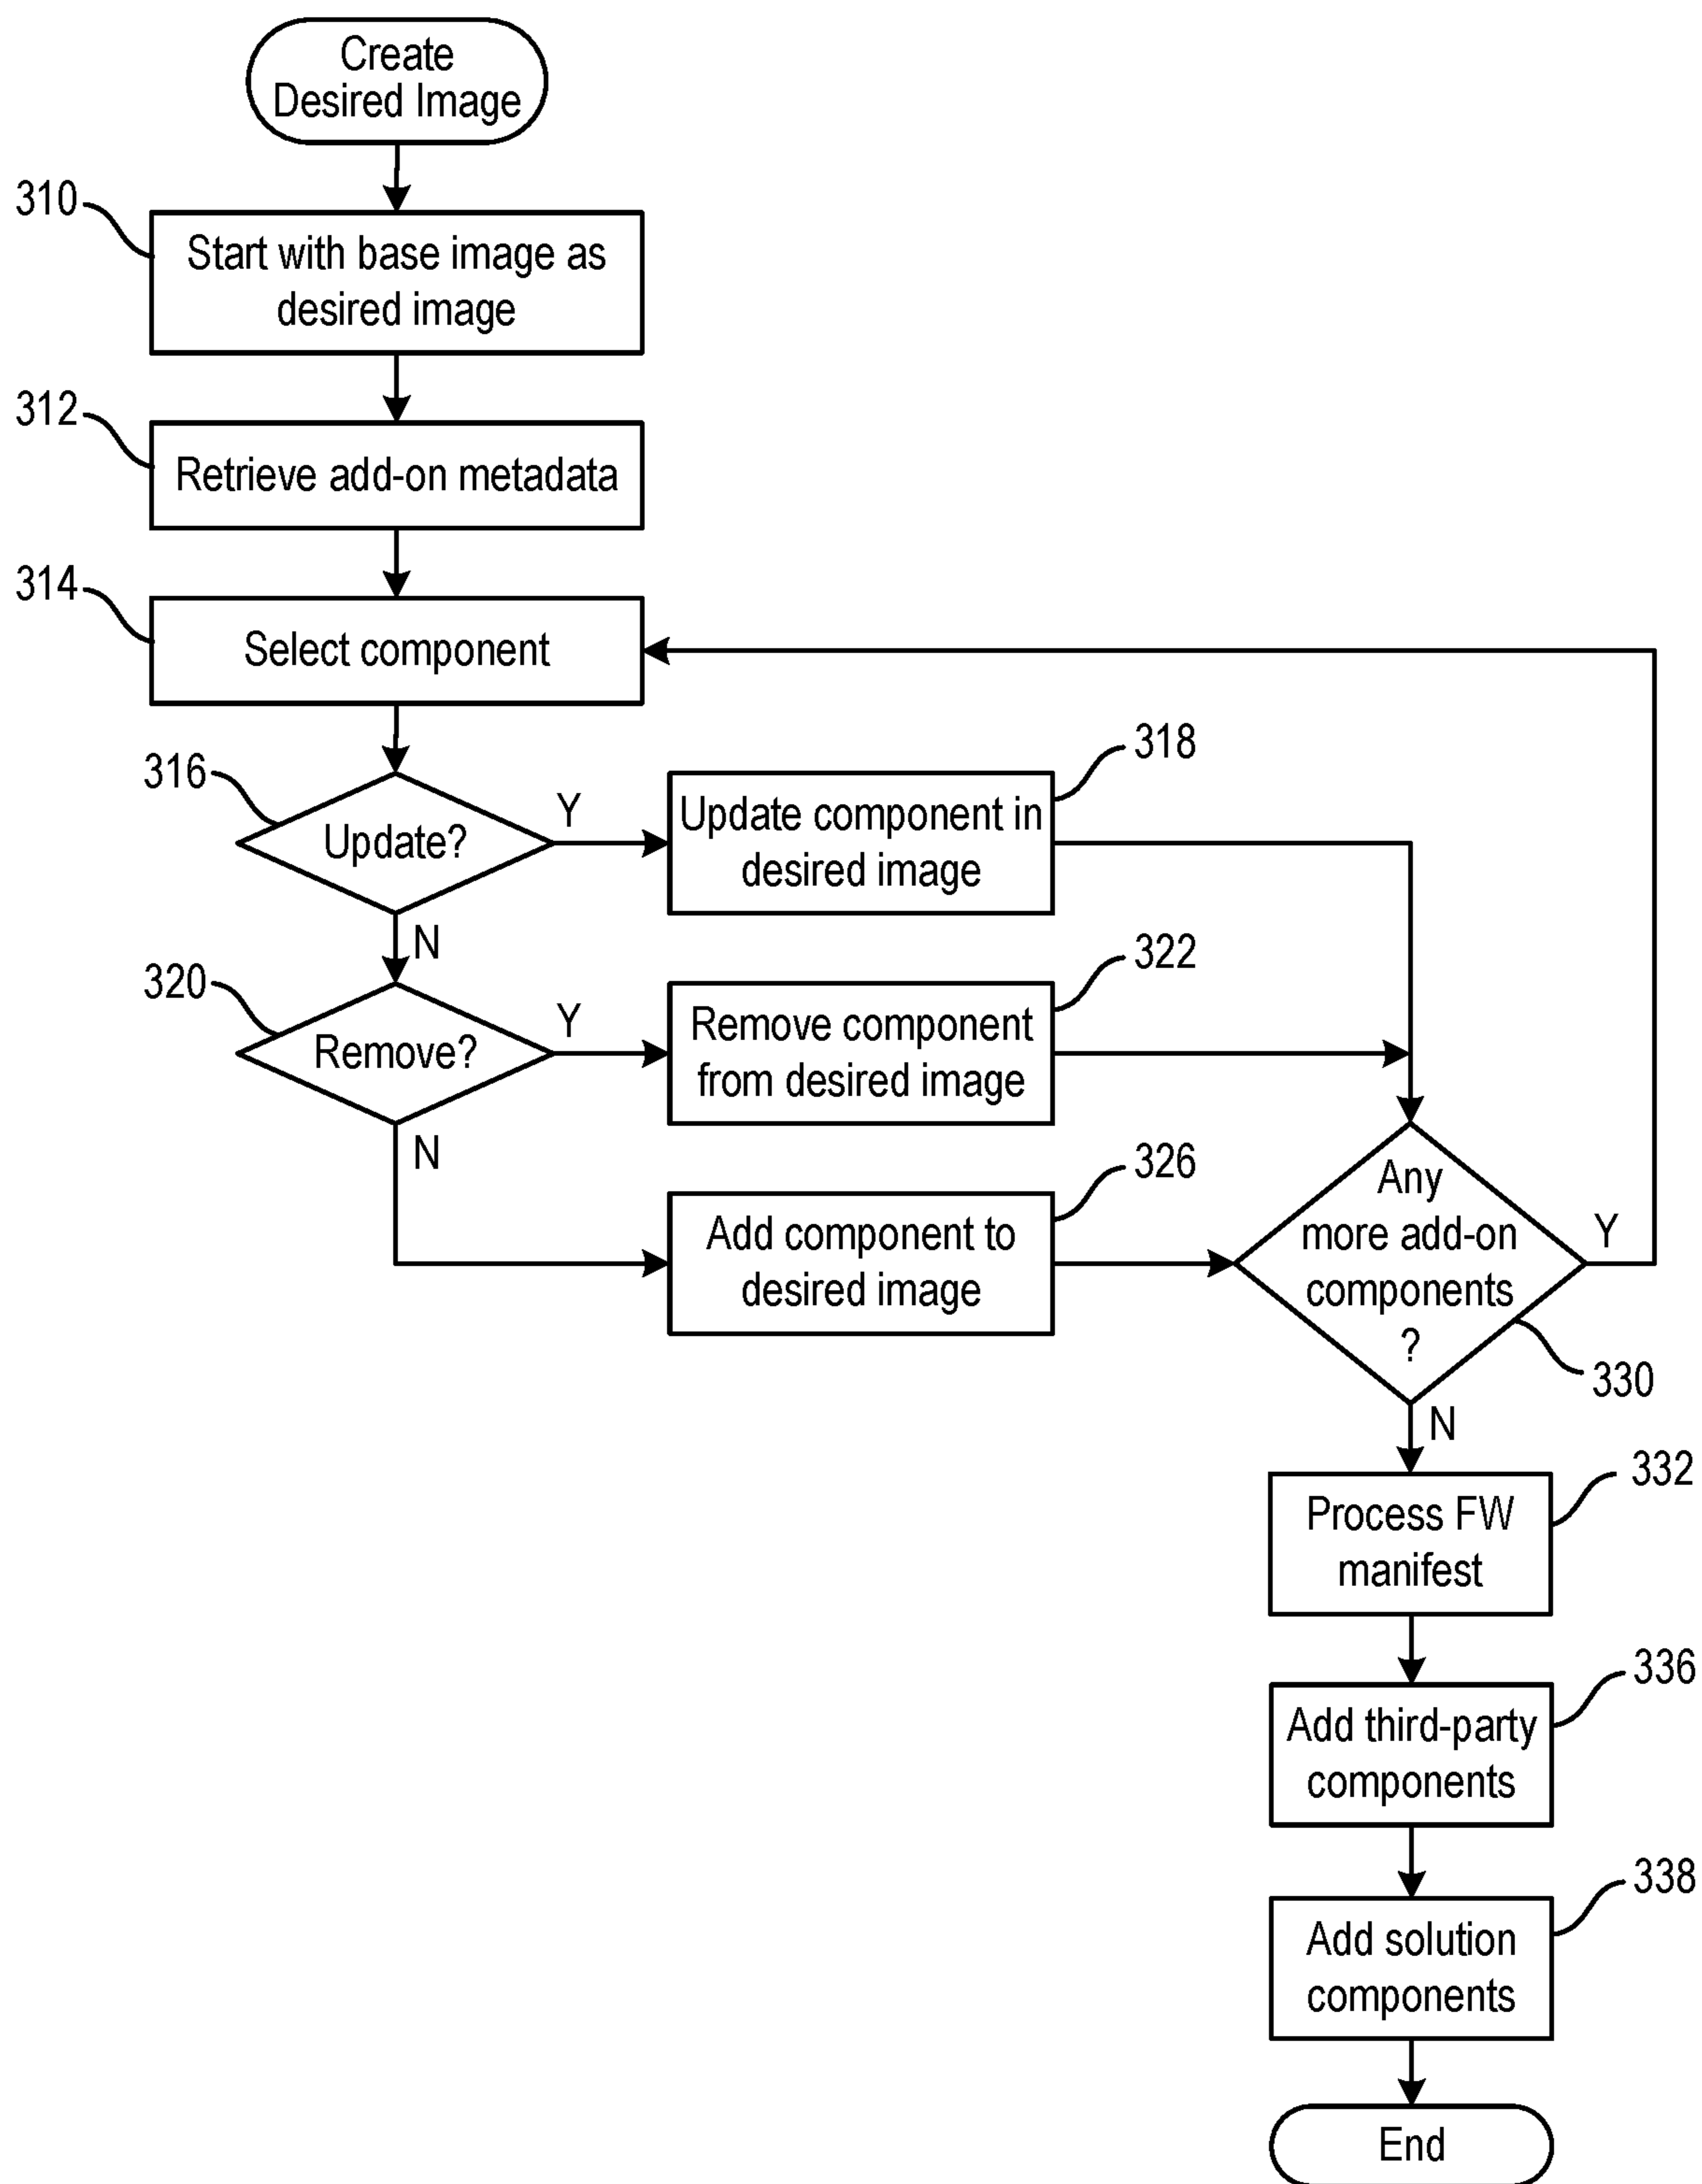 Create
Desired Image
310
Start with base image as
desired image
312
Retrieve add-on metadata
314
Select component
316
Update?
Y
N
318
Update component in
desired image
320
Remove?
Y
N
322
Remove component
from desired image
326
Add component to
desired image
Any
more add-on
components
?
Y
330
N
332
Process FW
manifest
336
Add third-party
components
338
Add solution
components
End